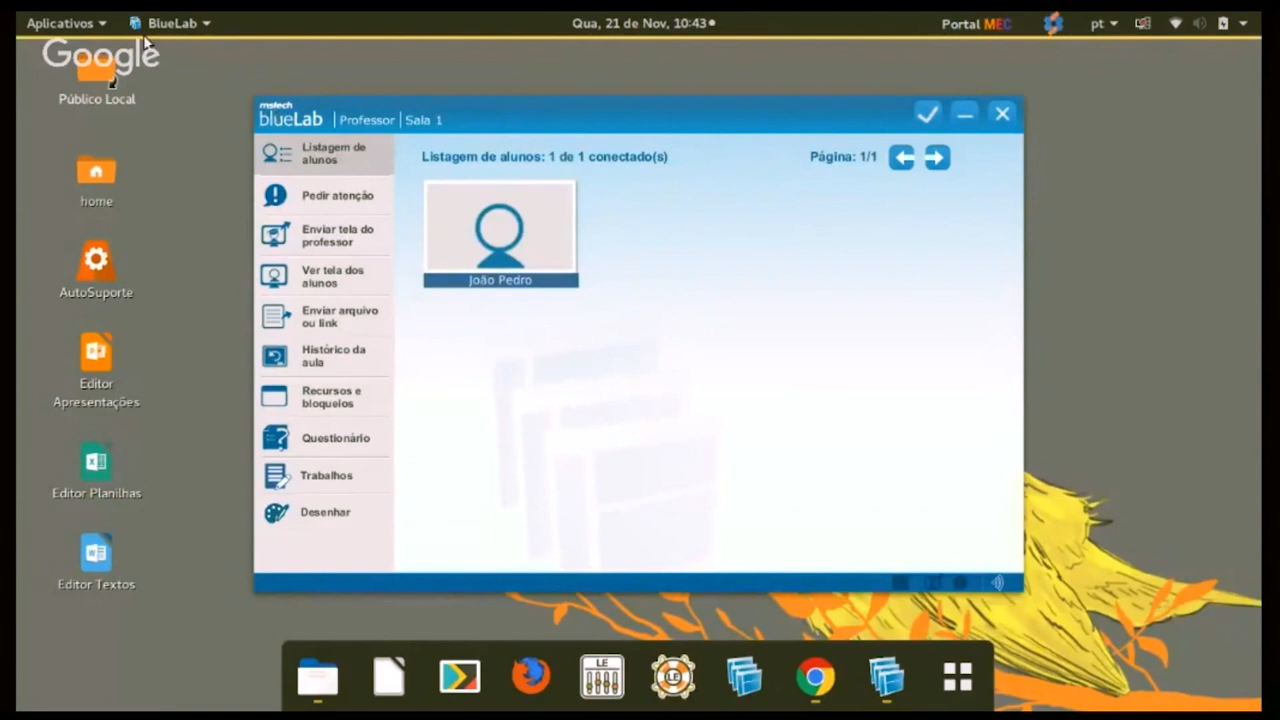 Aplicativos
BlueLab
Qua, 21 de Nov, 10:43
Portal MEC
pt
Google
Público Local
home
AutoSuporte
Editor
Apresentações
Editor Planilhas
Editor Textos
mstech
blueLab
Professor
Sala 1
Listagem de
alunos
Pedir atenção
Enviar tela do
professor
Ver tela dos
alunos
Enviar arquivo
ou link
Histórico da
aula
Recursos e
bloqueios
Questionário
Trabalhos
Desenhar
Listagem de alunos: 1 de 1 conectado(s)
Página: 1/1
João Pedro
LE
LE